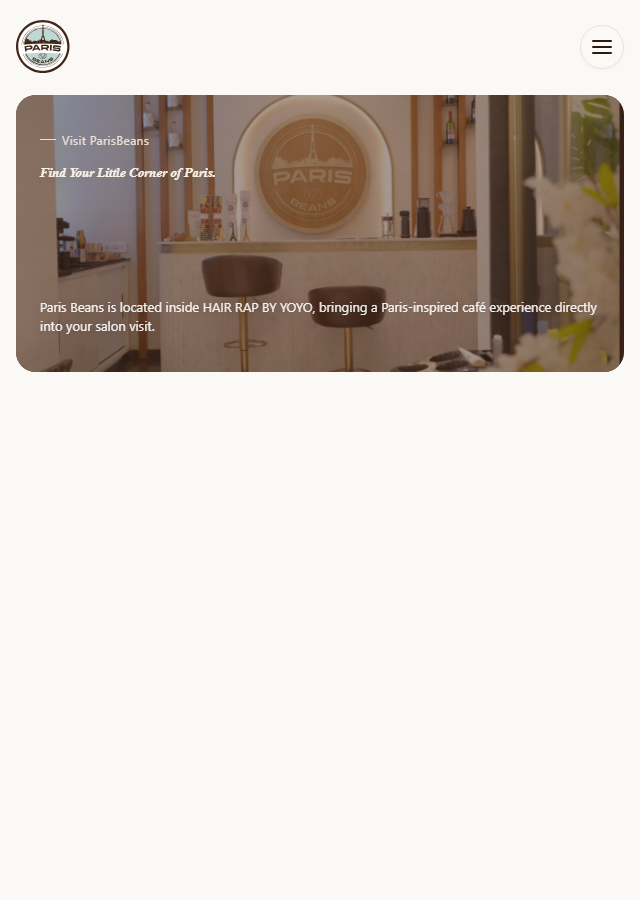 PARIS
BEANS
Visit ParisBeans
Find Your Little Corner of Paris.
PARIS
BEANS
Paris Beans is located inside HAIR RAP BY YOYO, bringing a Paris-inspired café experience directly
into your salon visit.